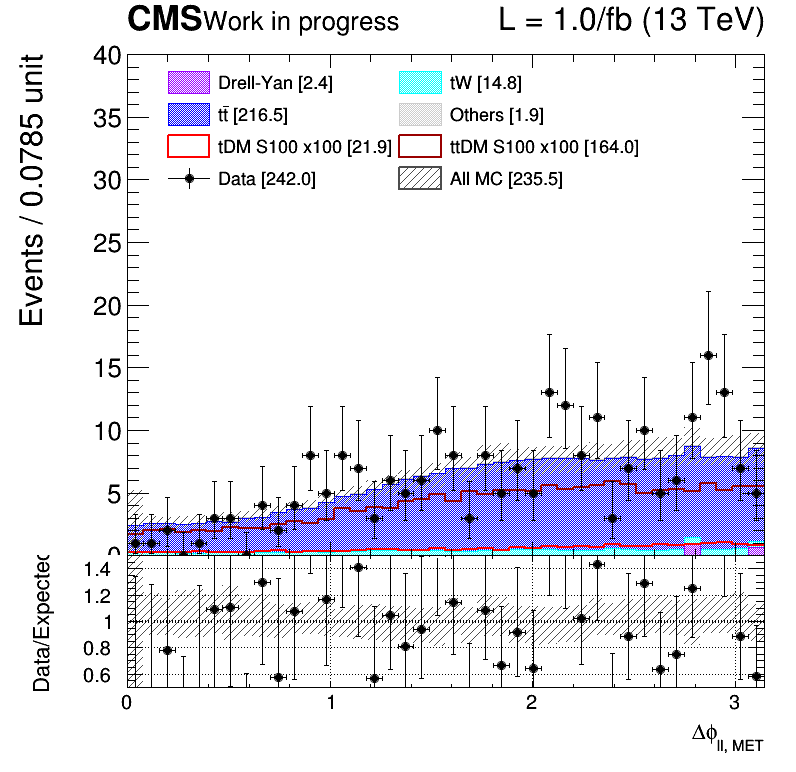 CMS Work in progress L = 1.0/fb (13 TeV)
Events / 0.0785 unit
40
35
30
25
20
15
10
5
0
Drell-Yan [2.4] tW [14.8]
tt̄ [216.5] Others [1.9]
tDM S100 x100 [21.9] ttDM S100 x100 [164.0]
Data [242.0] All MC [235.5]
Data/Expected
1.4
1.2
1
0.8
0.6
0 1 2 3
Δϕll, MET